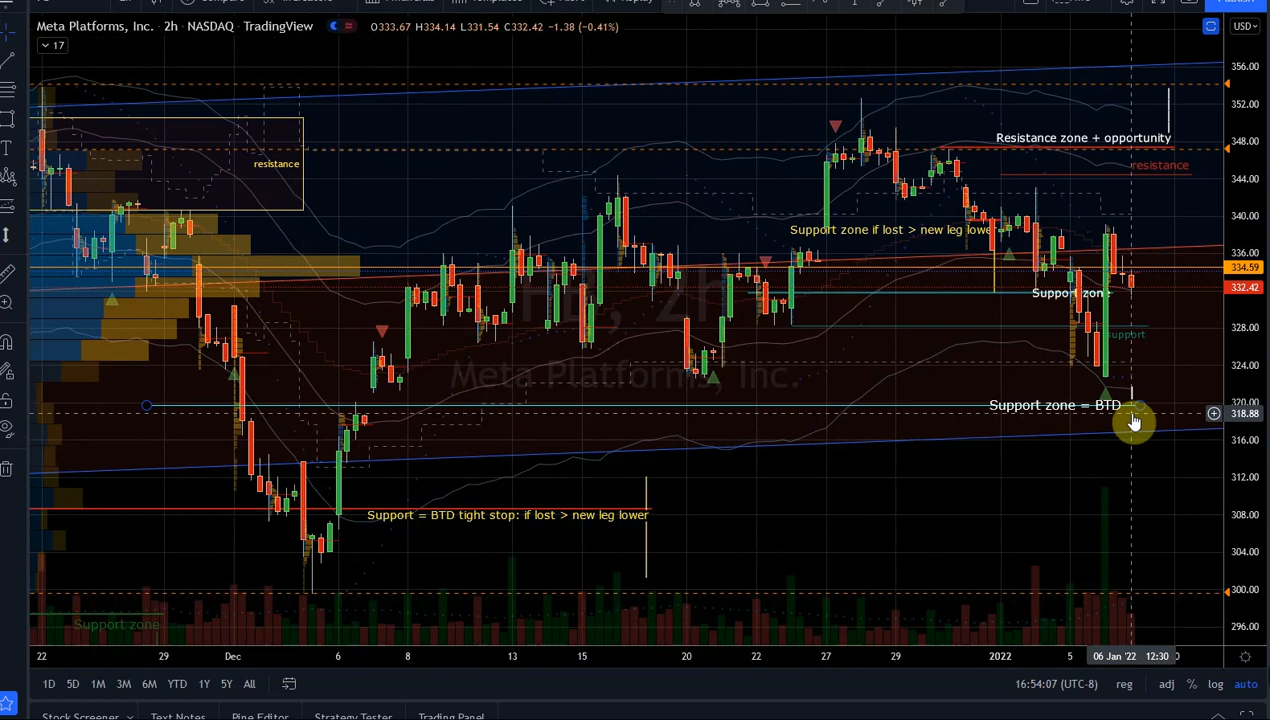 Meta Platforms, Inc. · 2h · NASDAQ · TradingView
O333.67 H334.14 L331.54 C332.42 −1.38 (−0.41%)
USD
17
356.00
352.00
348.00
344.00
340.00
336.00
334.59
332.42
328.00
324.00
320.00
318.88
316.00
312.00
308.00
304.00
300.00
296.00
Resistance zone + opportunity
resistance
resistance
Support zone if lost > new leg lower
Support zone
support
FB, 2h
Meta Platforms, Inc.
Support zone = BTD
Support = BTD tight stop: if lost > new leg lower
Support zone
22 29 Dec 6 8 13 15 20 22 27 29 2022 5 06 Jan '22 12:30
1D 5D 1M 3M 6M YTD 1Y 5Y All
16:54:07 (UTC-8) reg adj % log auto
Stock Screener Text Notes Pine Editor Strategy Tester Trading Panel